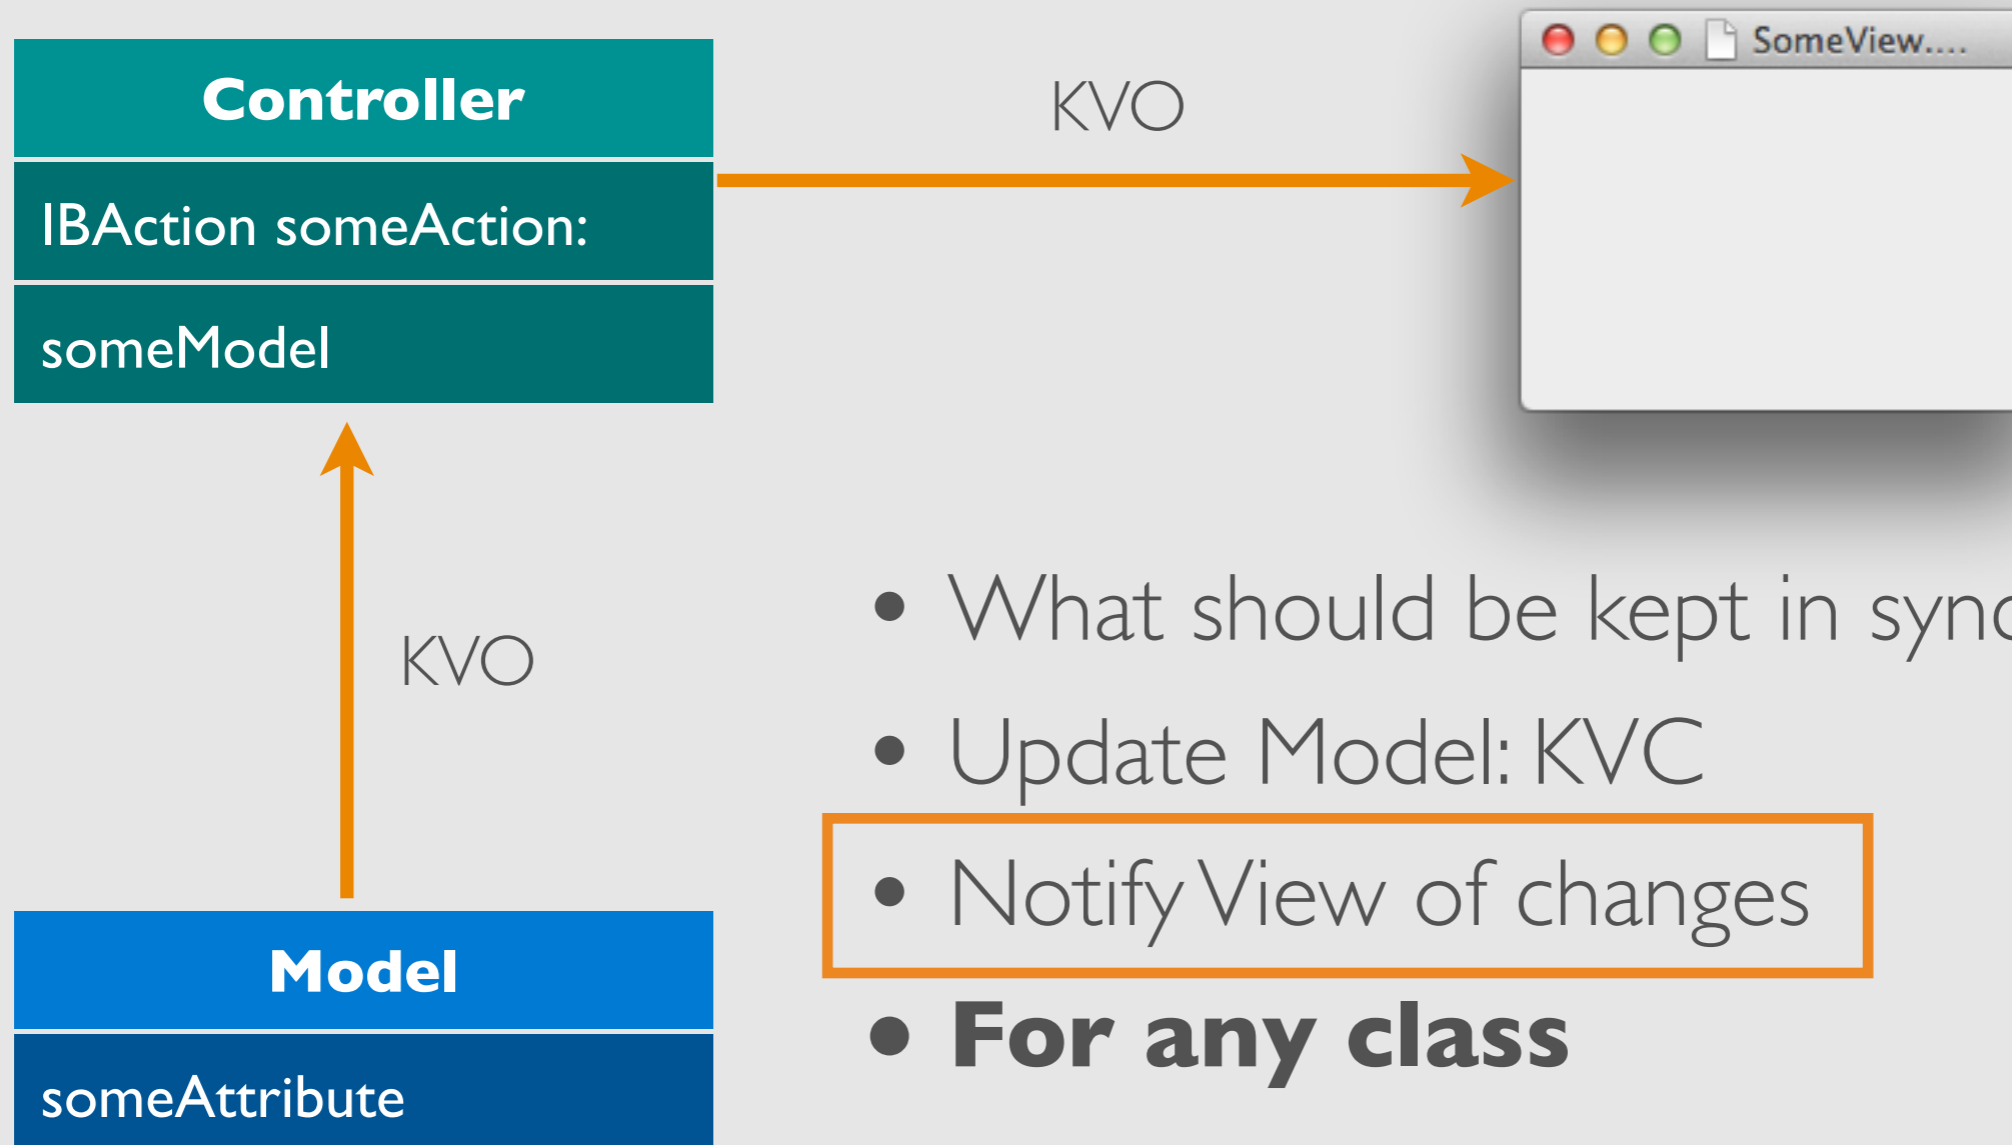 Controller
IBAction someAction:
someModel
KVO
SomeView....
KVO
Model
someAttribute
• What should be kept in sync
• Update Model: KVC
• Notify View of changes
• For any class